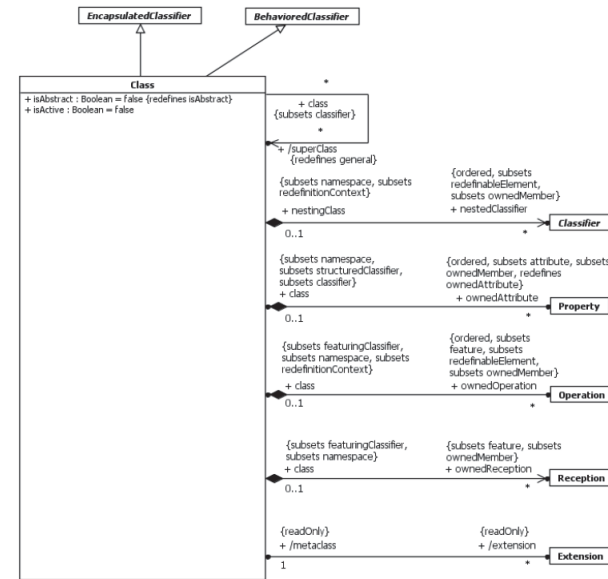 EncapsulatedClassifier
BehavioredClassifier
Class
+ isAbstract : Boolean = false {redefines isAbstract}
+ isActive : Boolean = false
*
+ class
{subsets classifier}
*
+ /superClass
{redefines general}
{subsets namespace, subsets
redefinitionContext}
+ nestingClass
0..1
{ordered, subsets
redefinableElement,
subsets ownedMember}
+ nestedClassifier
*
Classifier
{subsets namespace,
subsets structuredClassifier,
subsets classifier}
+ class
0..1
{ordered, subsets attribute, subsets
ownedMember, redefines
ownedAttribute}
+ ownedAttribute
*
Property
{subsets featuringClassifier,
subsets namespace, subsets
redefinitionContext}
+ class
0..1
{ordered, subsets
feature, subsets
redefinableElement,
subsets ownedMember}
+ ownedOperation
*
Operation
{subsets featuringClassifier,
subsets namespace}
+ class
0..1
{subsets feature, subsets
ownedMember}
+ ownedReception
*
Reception
{readOnly}
+ /metaclass
1
{readOnly}
+ /extension
*
Extension